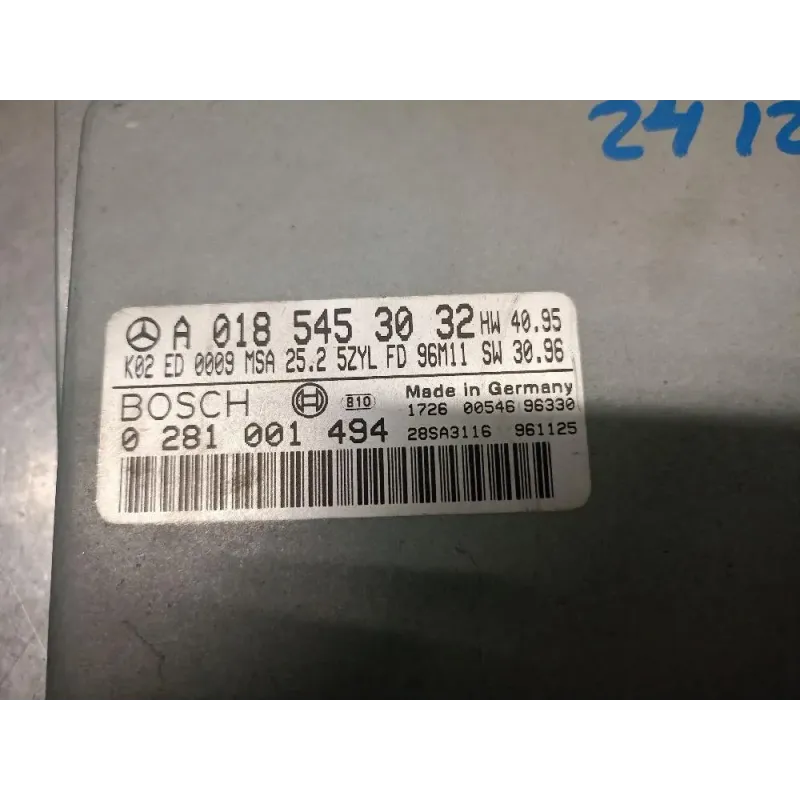 24 12
A 018 545 30 32 HW 40.95
K02 ED 0009 MSA 25.2 5ZYL FD 96M11 SW 30.96
BOSCH 810 Made in Germany
1726 00546 96330
0 281 001 494 28SA3116 961125